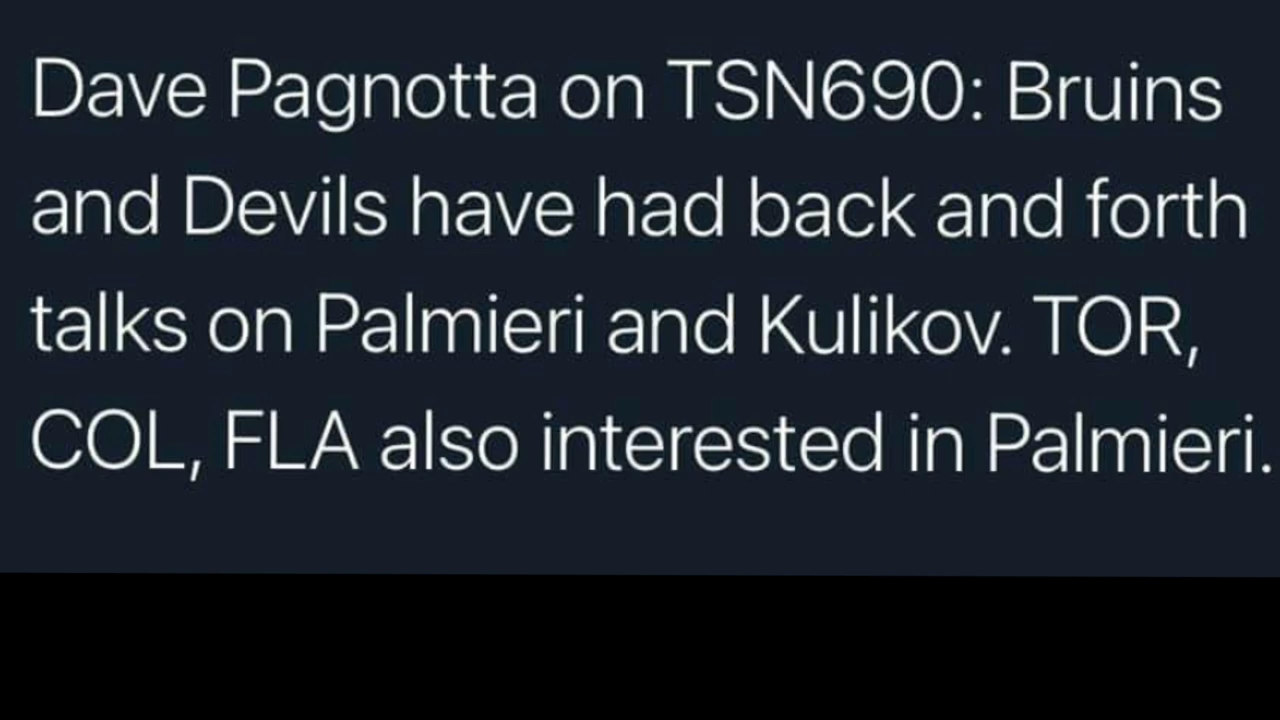 Dave Pagnotta on TSN690: Bruins
and Devils have had back and forth
talks on Palmieri and Kulikov. TOR,
COL, FLA also interested in Palmieri.